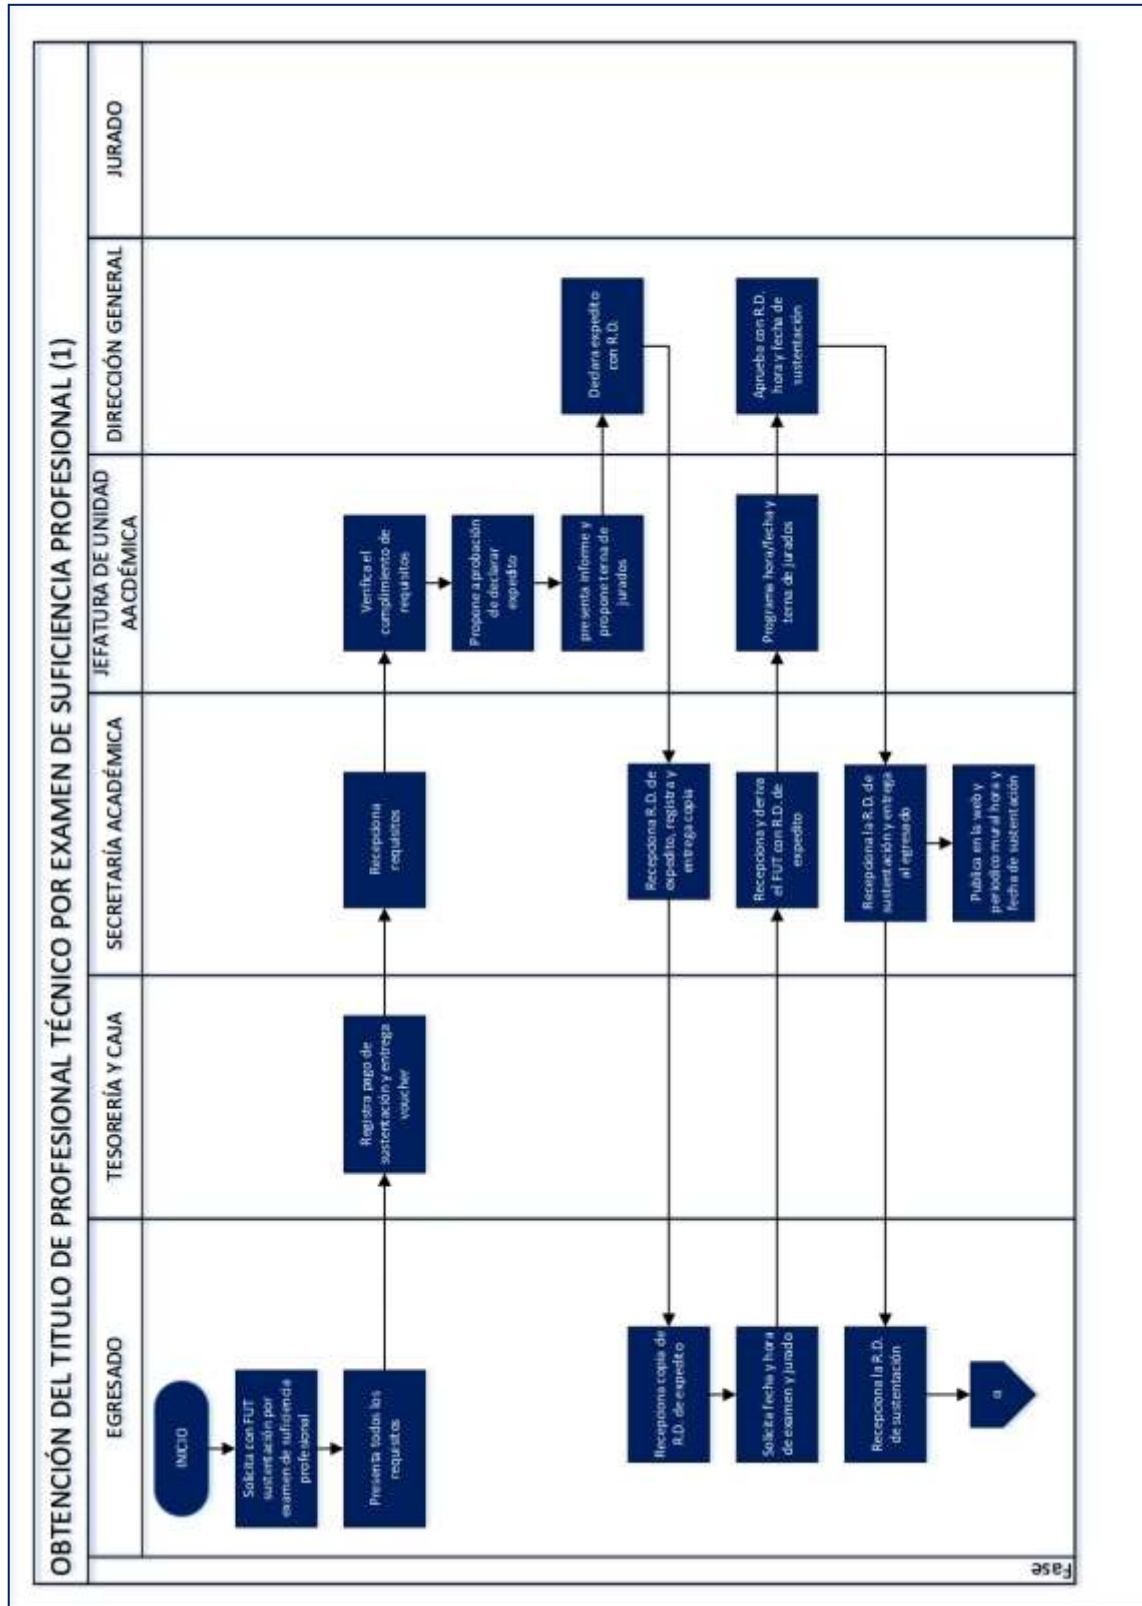 OBTENCIÓN DEL TITULO DE PROFESIONAL TÉCNICO POR EXAMEN DE SUFICIENCIA PROFESIONAL (1)
EGRESADO
TESORERÍA Y CAJA
SECRETARÍA ACADÉMICA
JEFATURA DE UNIDAD
AACDÉMICA
DIRECCIÓN GENERAL
JURADO
INICIO
Solicita con FUT
sustentación por
examen de suficiencia
profesional
Presenta todos los
requisitos
Registra pago de
sustentación y entrega
voucher
Recepciona
requisitos
Verifica el
cumplimiento de
requisitos
Propone aprobación
de declarar
expedito
presenta informe y
propone terna de
jurados
Declara expedito
con R.D.
Recepciona R.D. de
expedito, registra y
entrega copia
Recepciona copia de
R.D. de expedito
Solicita fecha y hora
de examen y jurado
Recepciona y deriva
el FUT con R.D. de
expedito
Programa hora/fecha y
terna de jurados
Aprueba con R.D.
hora y fecha de
sustentación
Recepciona la R.D. de
sustentación y entrega
al egresado
Recepciona la R.D.
de sustentación
Publica en la web y
periodico mural hora y
fecha de sustentación
a
Fase